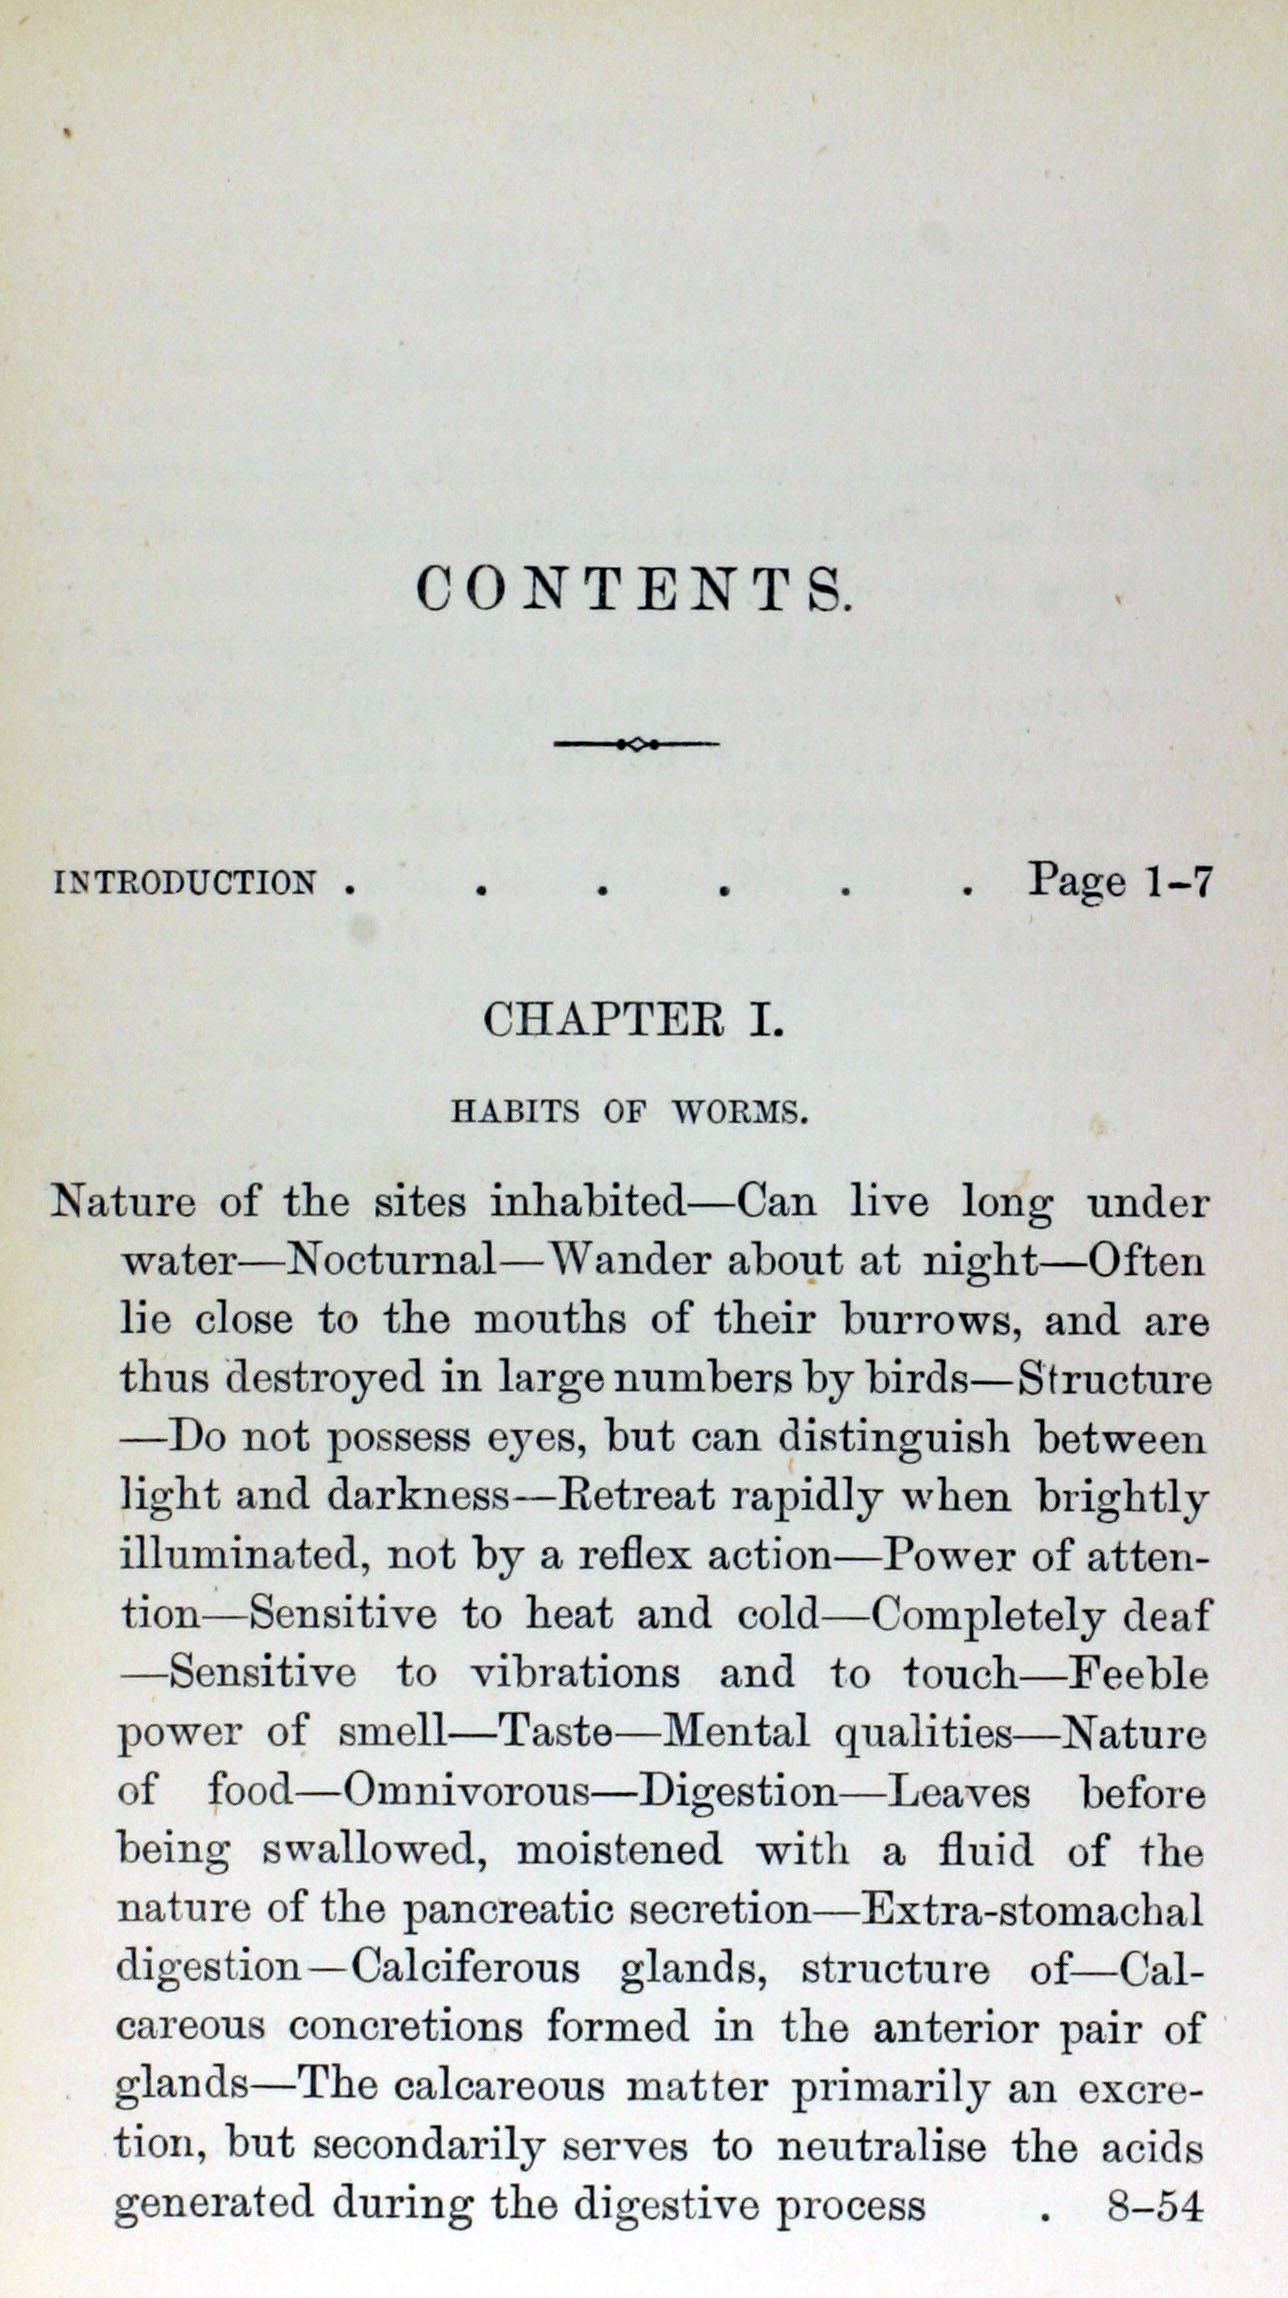 CONTENTS.
INTRODUCTION . . . . . . Page 1–7
CHAPTER I.
HABITS OF WORMS.
Nature of the sites inhabited—Can live long under
water—Nocturnal—Wander about at night—Often
lie close to the mouths of their burrows, and are
thus destroyed in large numbers by birds—Structure
—Do not possess eyes, but can distinguish between
light and darkness—Retreat rapidly when brightly
illuminated, not by a reflex action—Power of atten-
tion—Sensitive to heat and cold—Completely deaf
—Sensitive to vibrations and to touch—Feeble
power of smell—Taste—Mental qualities—Nature
of food—Omnivorous—Digestion—Leaves before
being swallowed, moistened with a fluid of the
nature of the pancreatic secretion—Extra-stomachal
digestion—Calciferous glands, structure of—Cal-
careous concretions formed in the anterior pair of
glands—The calcareous matter primarily an excre-
tion, but secondarily serves to neutralise the acids
generated during the digestive process . 8–54